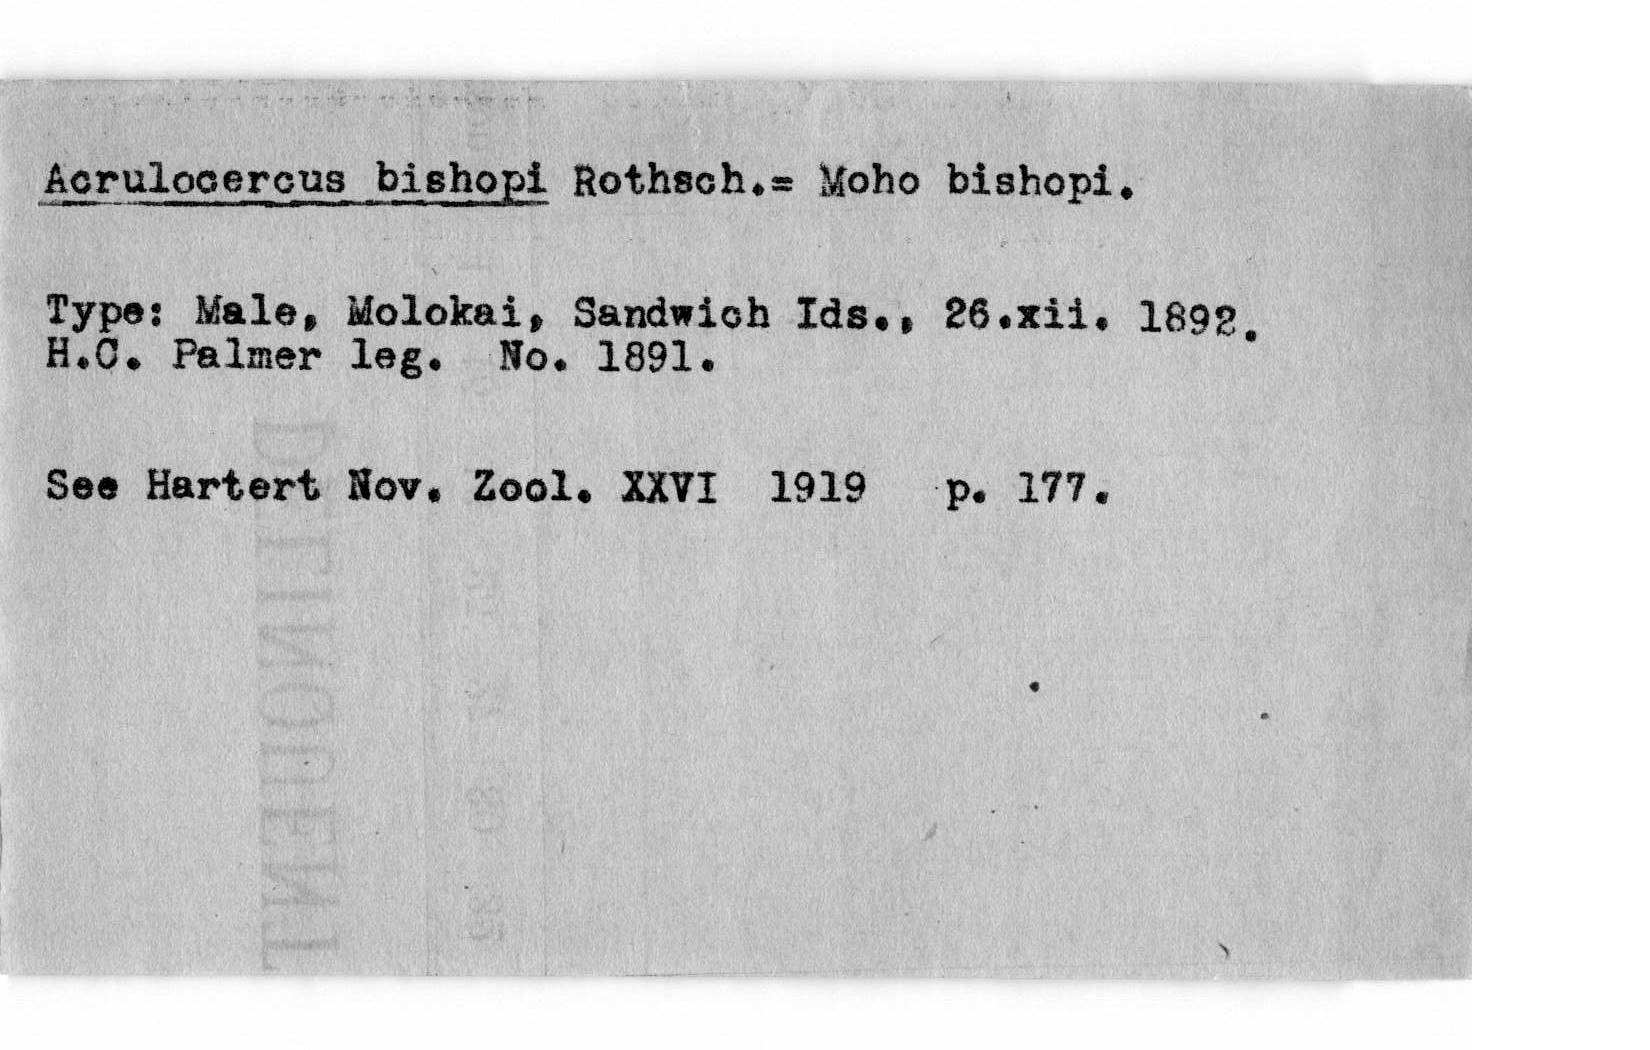 Acrulocercus bishopi Rothsch.= Moho bishopi.
Type: Male, Molokai, Sandwich Ids., 26.xii. 1892.
H.C. Palmer leg. No. 1891.
See Hartert Nov. Zool. XXVI 1919 p. 177.